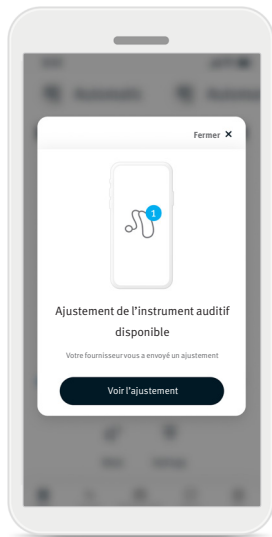 Fermer ×
1
Ajustement de l'instrument auditif
disponible
Votre fournisseur vous a envoyé un ajustement
Voir l'ajustement